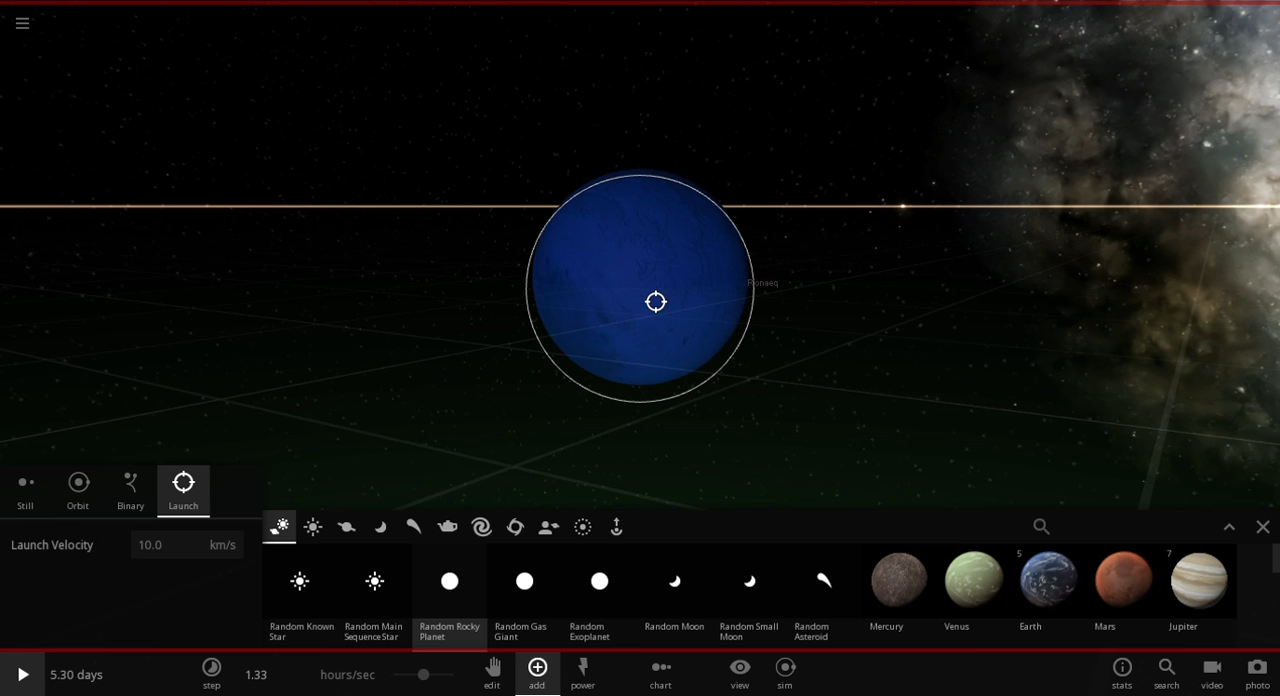 Still
Orbit
Binary
Launch
Launch Velocity
10.0
km/s
Random Known
Star
Random Main
Sequence Star
Random Rocky
Planet
Random Gas
Giant
Random
Exoplanet
Random Moon
Random Small
Moon
Random
Asteroid
Mercury
Venus
5
Earth
Mars
7
Jupiter
5.30 days
step
1.33
hours/sec
edit
add
power
chart
view
sim
stats
search
video
photo